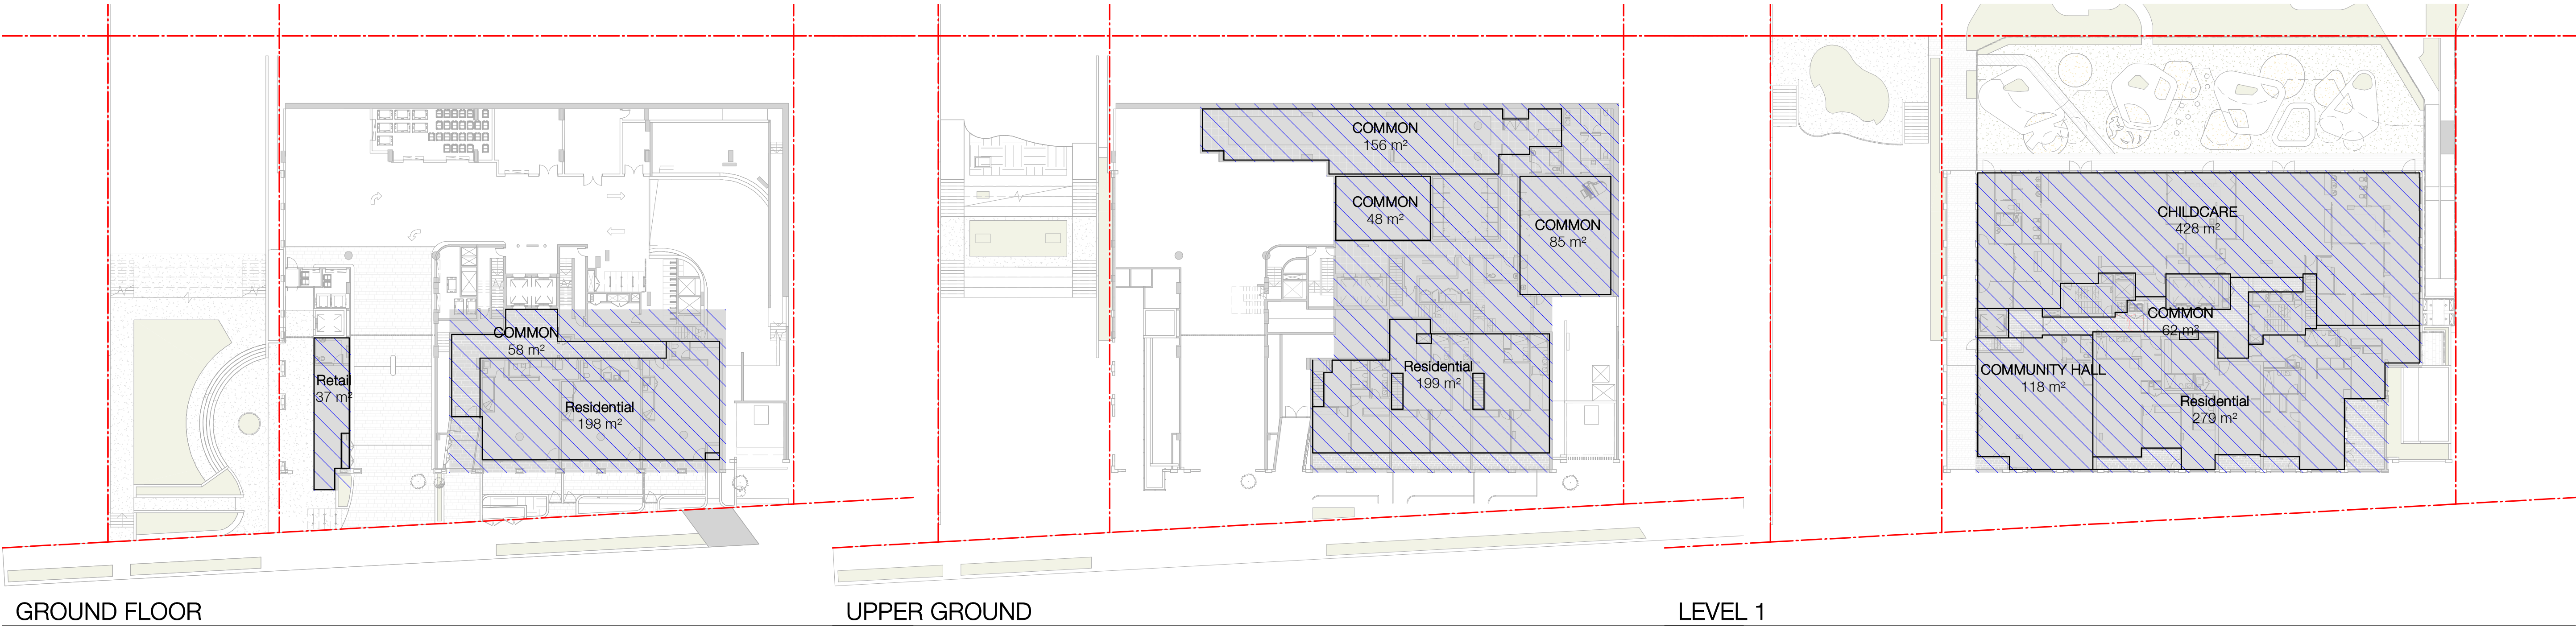 COMMON
58 m²
Retail
37 m²
Residential
198 m²
GROUND FLOOR
COMMON
156 m²
COMMON
48 m²
COMMON
85 m²
Residential
199 m²
UPPER GROUND
CHILDCARE
428 m²
COMMON
62 m²
COMMUNITY HALL
118 m²
Residential
279 m²
LEVEL 1